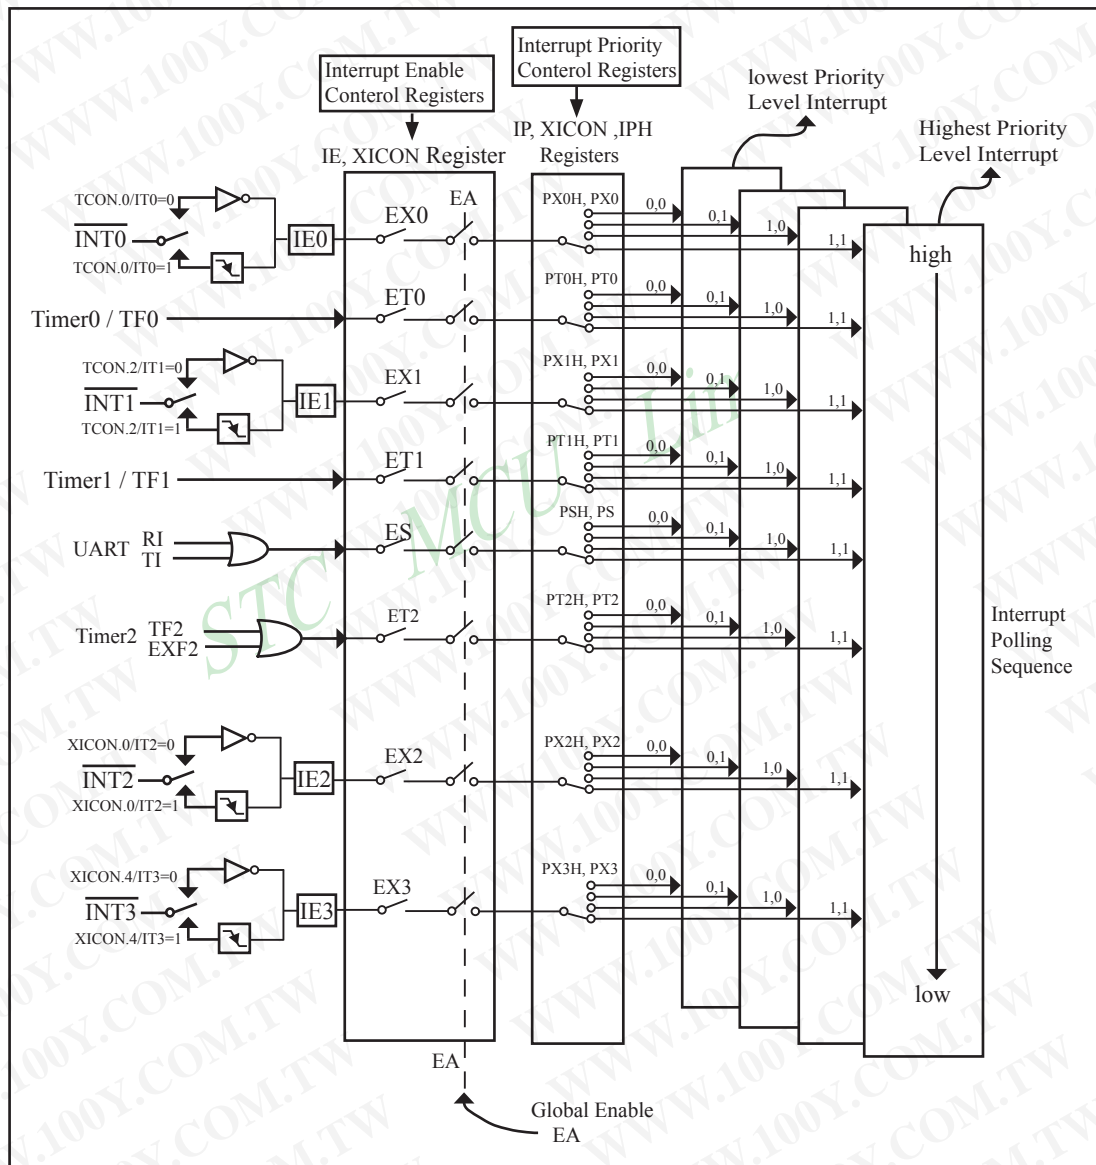 Interrupt Enable
Conterol Registers
Interrupt Priority
Conterol Registers
lowest Priority
Level Interrupt
Highest Priority
Level Interrupt
IE, XICON Register
IP, XICON ,IPH
Registers
TCON.0/IT0=0
INT0
TCON.0/IT0=1
IE0
EX0
EA
PX0H, PX0
0,0
0,1
1,0
1,1
high
Timer0 / TF0
ET0
PT0H, PT0
0,0
0,1
1,0
1,1
TCON.2/IT1=0
INT1
TCON.2/IT1=1
IE1
EX1
PX1H, PX1
0,0
0,1
1,0
1,1
Timer1 / TF1
ET1
PT1H, PT1
0,0
0,1
1,0
1,1
UART
RI
TI
ES
PSH, PS
0,0
0,1
1,0
1,1
Timer2
TF2
EXF2
ET2
PT2H, PT2
0,0
0,1
1,0
1,1
Interrupt
Polling
Sequence
XICON.0/IT2=0
INT2
XICON.0/IT2=1
IE2
EX2
PX2H, PX2
0,0
0,1
1,0
1,1
XICON.4/IT3=0
INT3
XICON.4/IT3=1
IE3
EX3
PX3H, PX3
0,0
0,1
1,0
1,1
low
EA
Global Enable
EA
STC MCU Lim
WWW.100Y.COM.TW